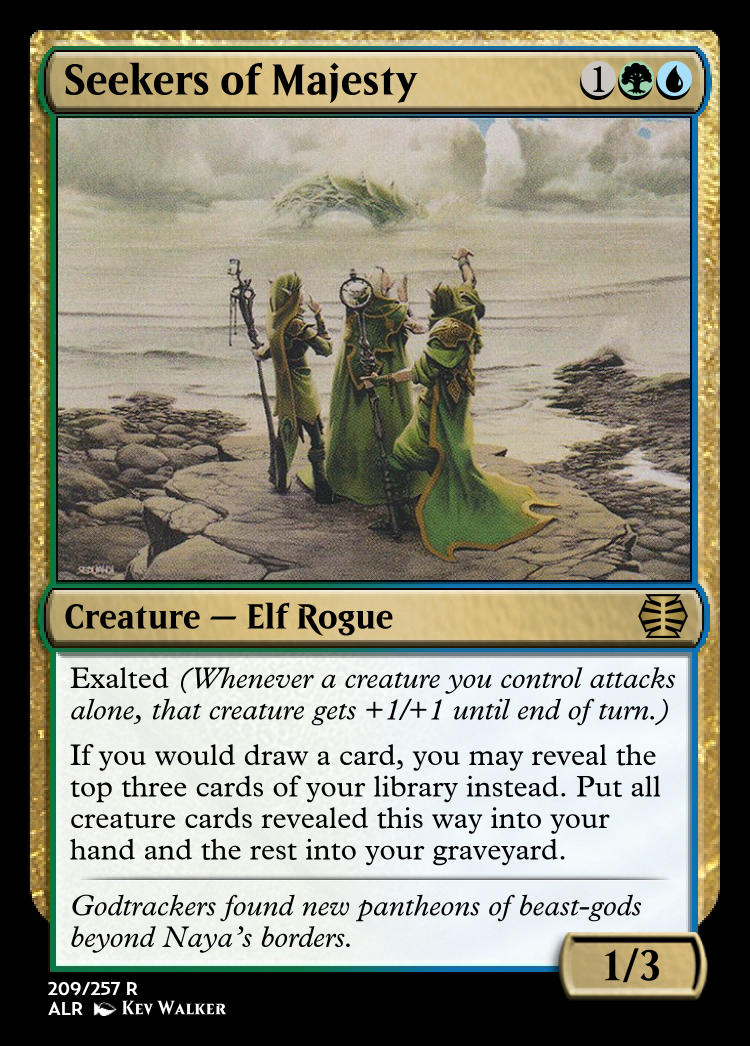 Seekers of Majesty 1
Creature — Elf Rogue
Exalted (Whenever a creature you control attacks
alone, that creature gets +1/+1 until end of turn.)
If you would draw a card, you may reveal the
top three cards of your library instead. Put all
creature cards revealed this way into your
hand and the rest into your graveyard.
Godtrackers found new pantheons of beast-gods
beyond Naya's borders.
1/3
209/257 R
ALR Kev Walker